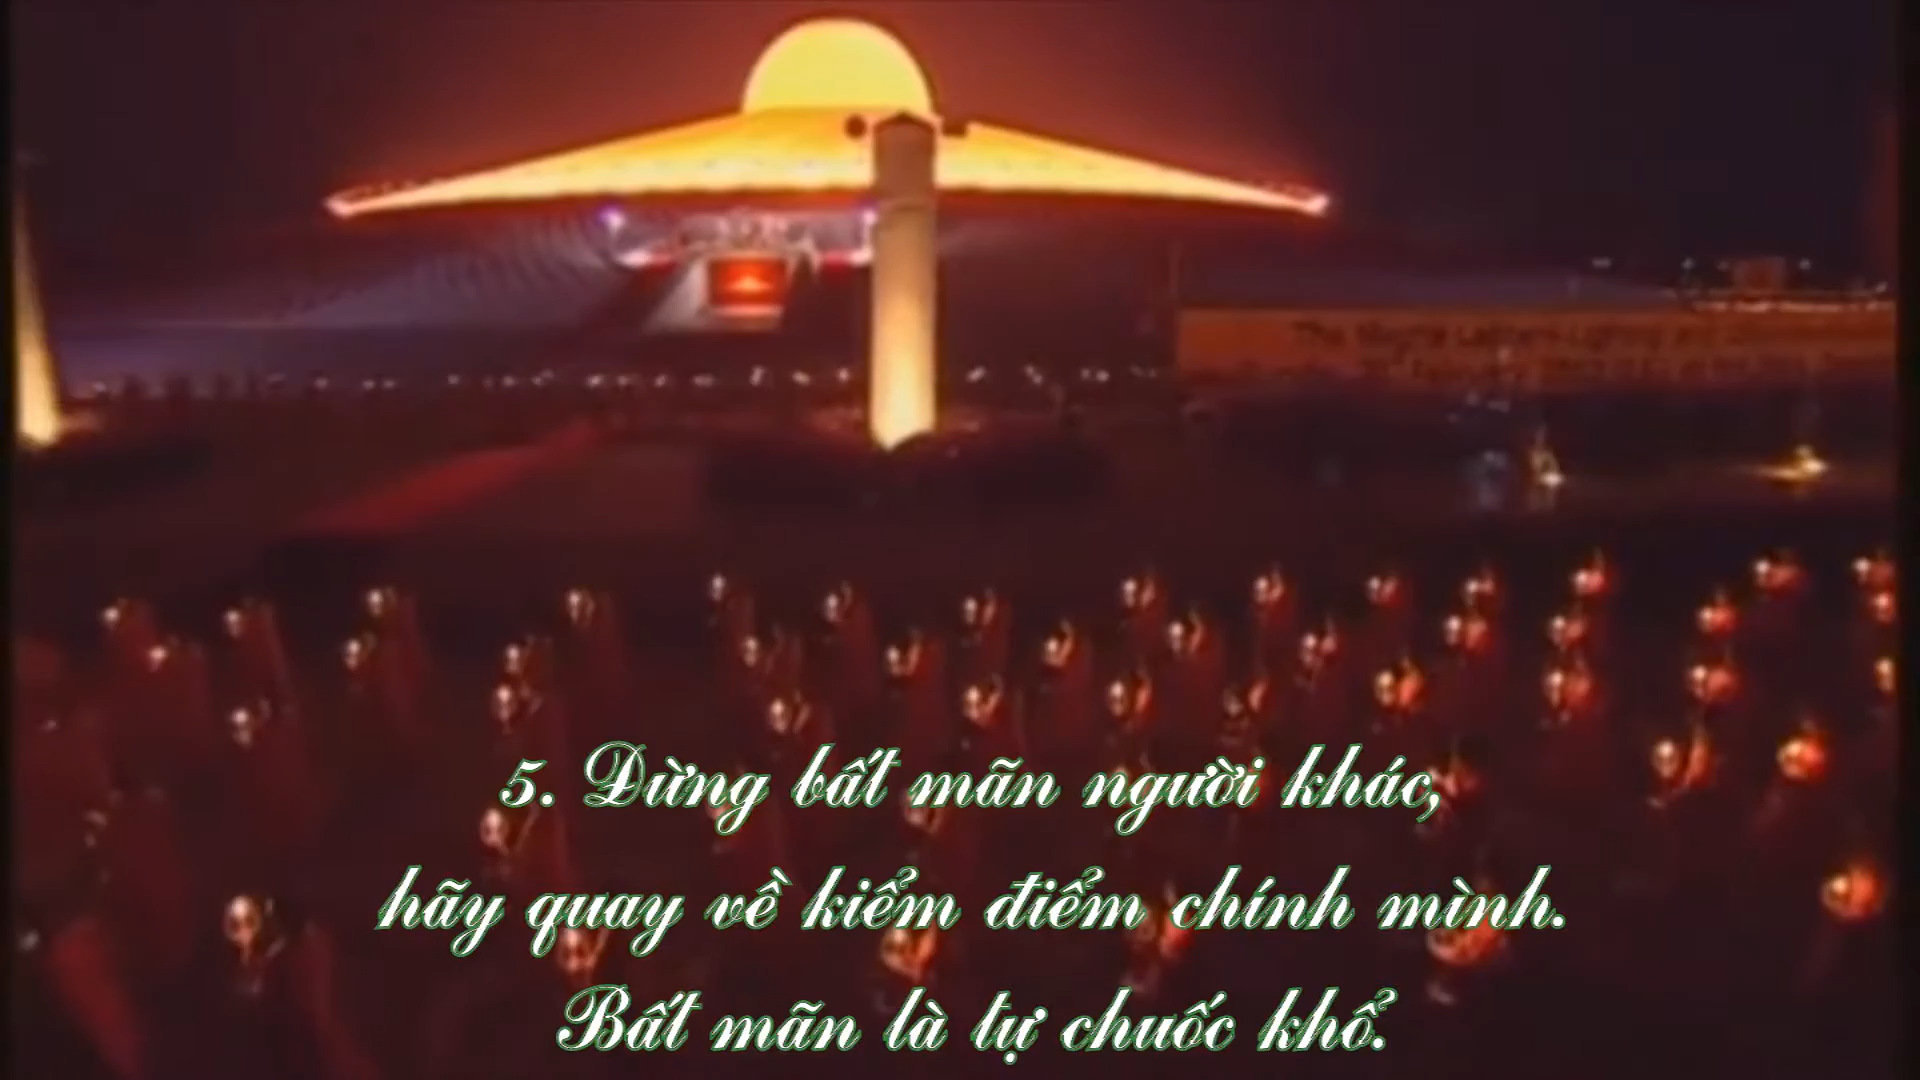 5. Đừng bất mãn người khác,
hãy quay về kiểm điểm chính mình.
Bất mãn là tự chuốc khổ.